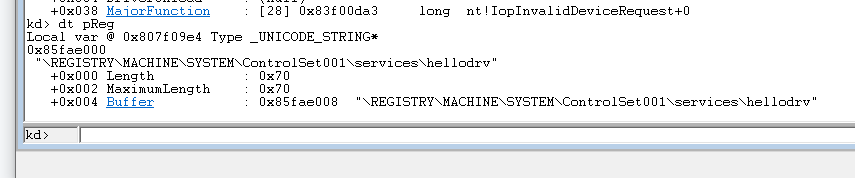 +0x038 MajorFunction : [28] 0x83f00da3 long nt!IopInvalidDeviceRequest+0
kd> dt pReg
Local var @ 0x807f09e4 Type _UNICODE_STRING*
0x85fae000
"\REGISTRY\MACHINE\SYSTEM\ControlSet001\services\hellodrv"
+0x000 Length : 0x70
+0x002 MaximumLength : 0x70
+0x004 Buffer : 0x85fae008 "\REGISTRY\MACHINE\SYSTEM\ControlSet001\services\hellodrv"
kd>